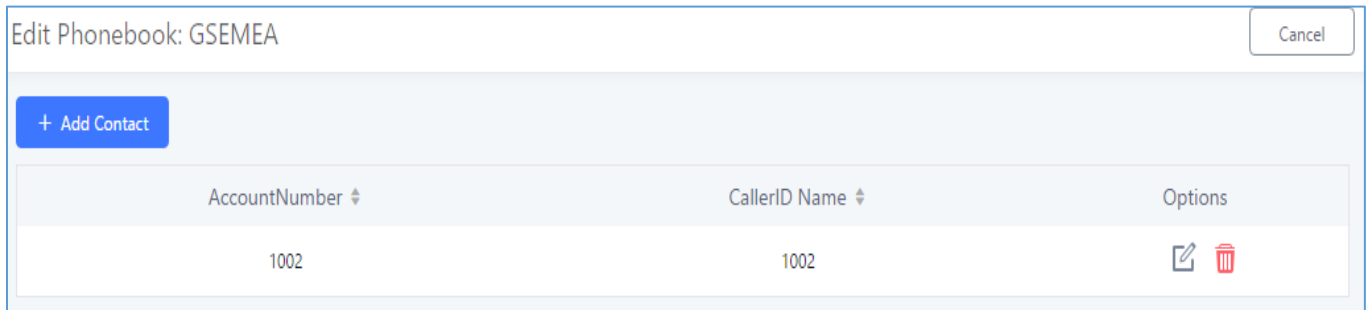 Edit Phonebook: GSEMEA
Cancel
+ Add Contact
AccountNumber CallerID Name Options
1002 1002